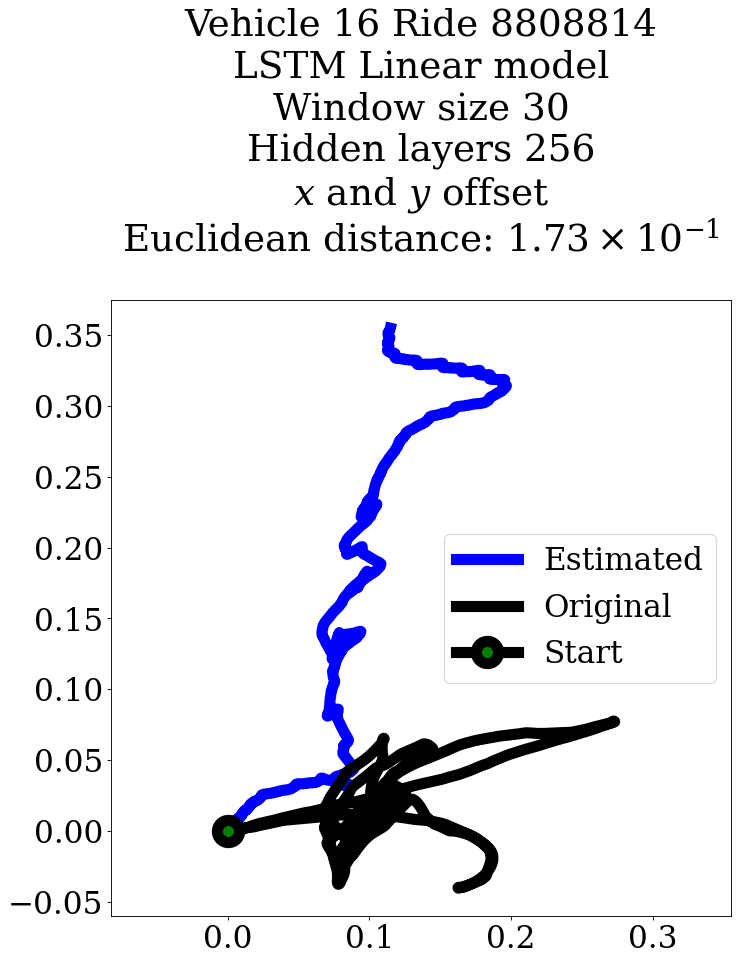 Vehicle 16 Ride 8808814
LSTM Linear model
Window size 30
Hidden layers 256
x and y offset
Euclidean distance: 1.73 × 10⁻¹
0.35
0.30
0.25
0.20
0.15
0.10
0.05
0.00
−0.05
Estimated
Original
Start
0.0 0.1 0.2 0.3